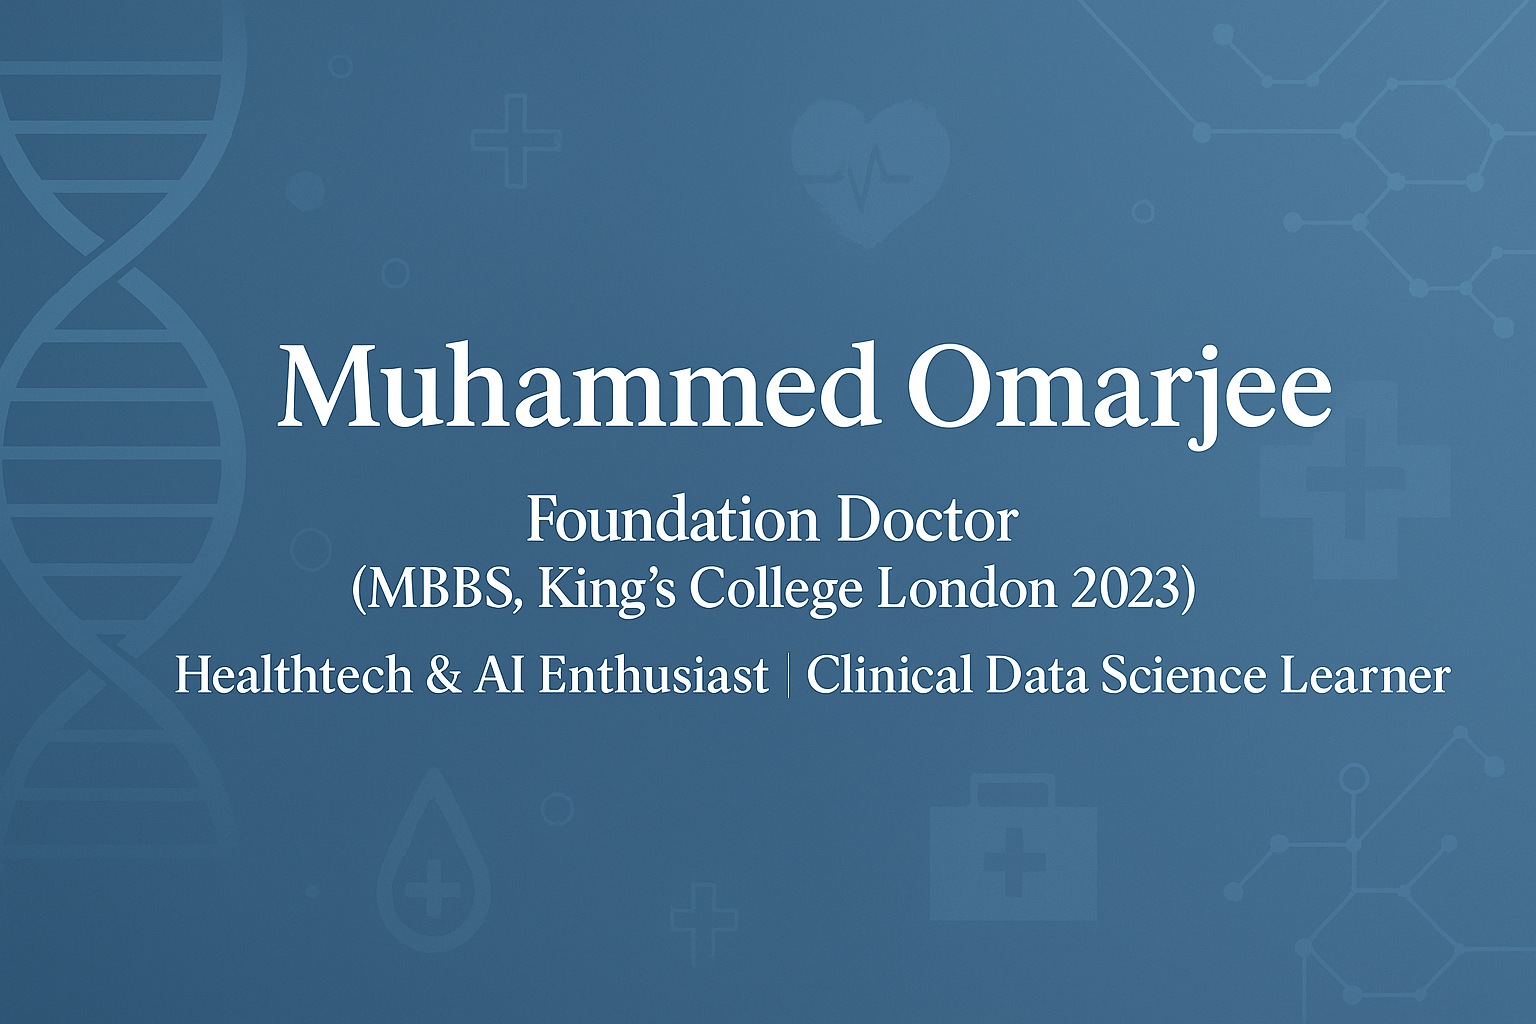 Muhammed Omarjee
Foundation Doctor
(MBBS, King’s College London 2023)
Healthtech & AI Enthusiast | Clinical Data Science Learner